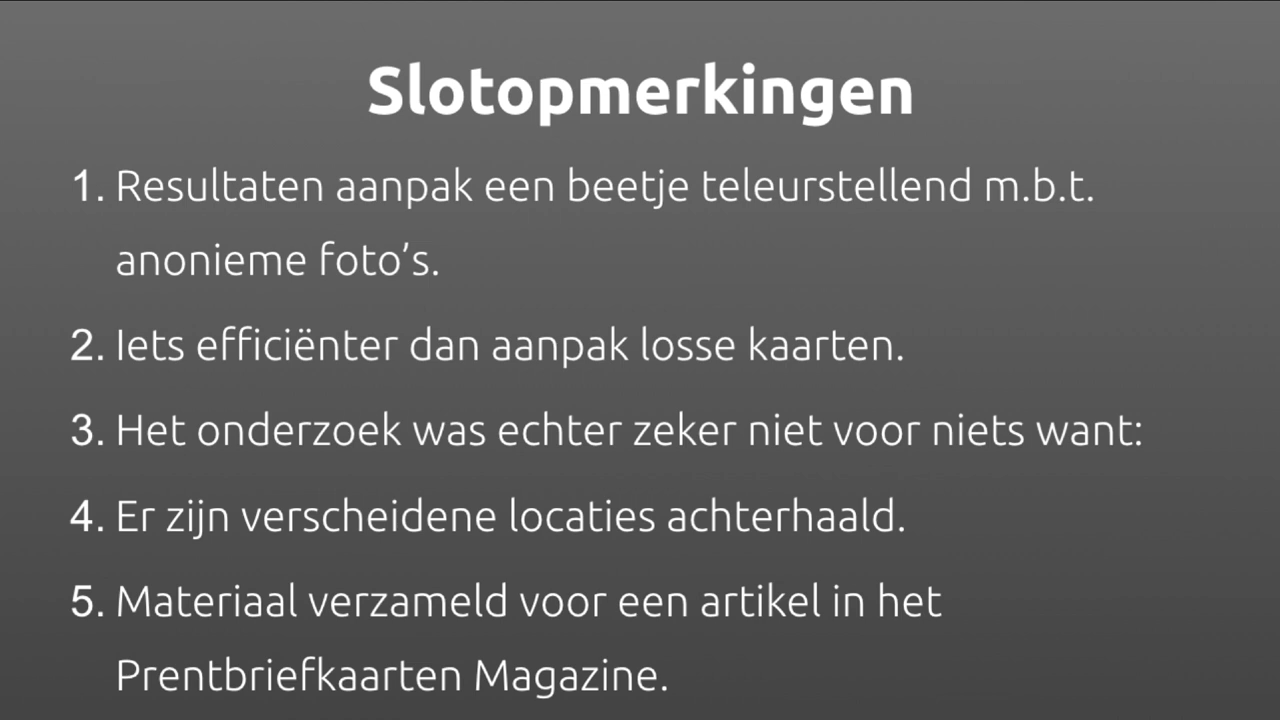 Slotopmerkingen
1. Resultaten aanpak een beetje teleurstellend m.b.t.
anonieme foto’s.
2. Iets efficiënter dan aanpak losse kaarten.
3. Het onderzoek was echter zeker niet voor niets want:
4. Er zijn verscheidene locaties achterhaald.
5. Materiaal verzameld voor een artikel in het
Prentbriefkaarten Magazine.